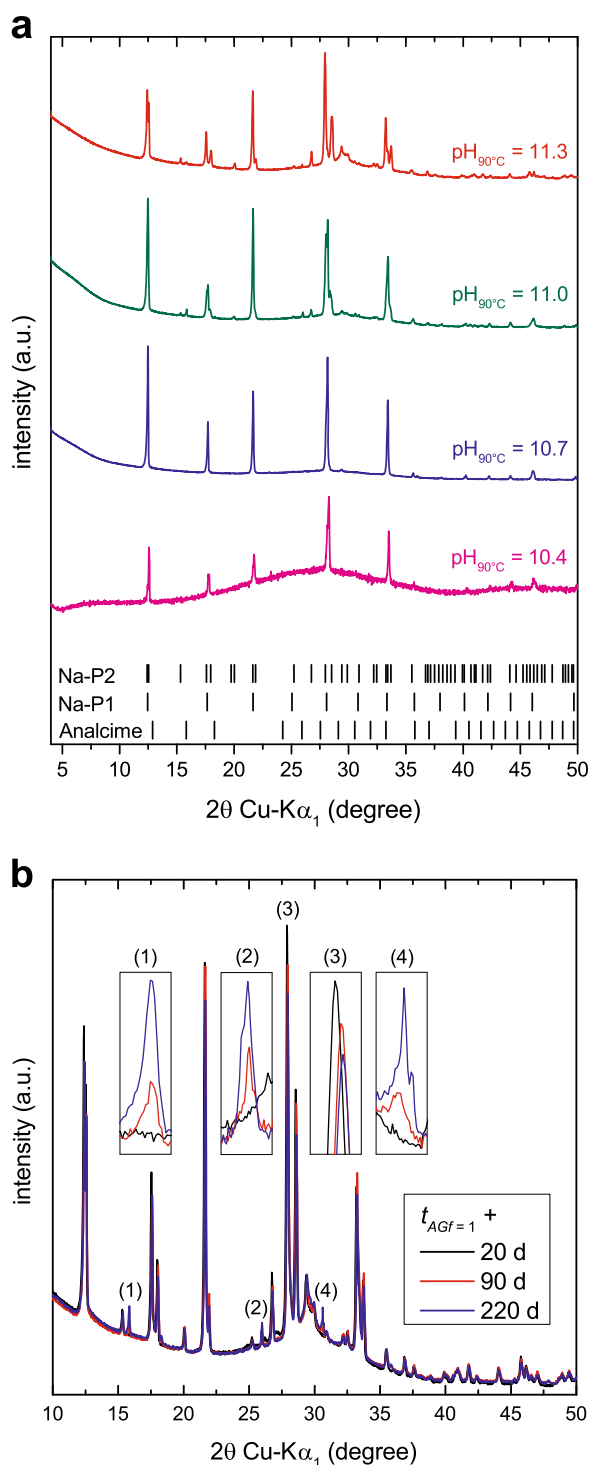 a
pH90°C = 11.3
pH90°C = 11.0
pH90°C = 10.7
pH90°C = 10.4
intensity (a.u.)
Na-P2
Na-P1
Analcime
5 10 15 20 25 30 35 40 45 50
2θ Cu-Kα1 (degree)
b
(3)
(1) (2) (3) (4)
intensity (a.u.)
tAGf = 1 +
20 d
90 d
220 d
(1) (2) (4)
10 15 20 25 30 35 40 45 50
2θ Cu-Kα1 (degree)